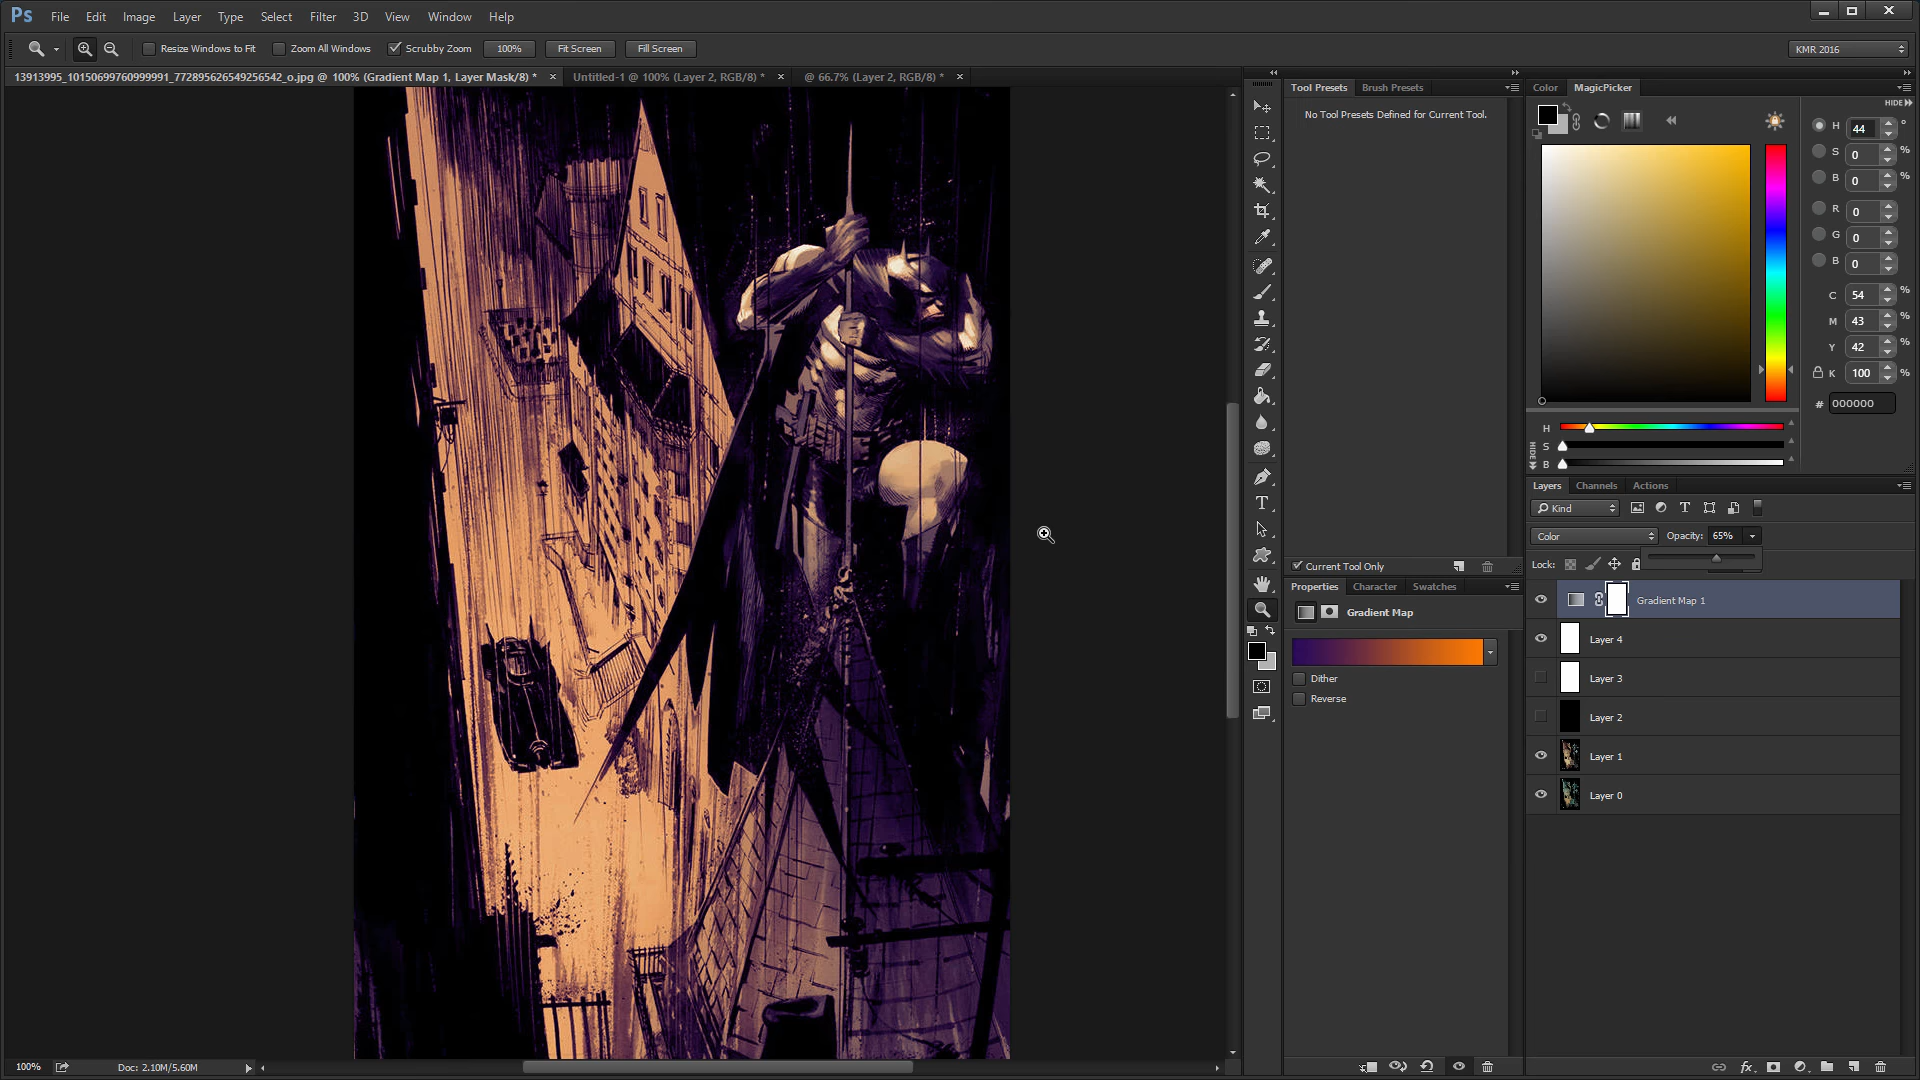 Ps File Edit Image Layer Type Select Filter 3D View Window Help
Resize Windows to Fit Zoom All Windows Scrubby Zoom 100% Fit Screen Fill Screen KMR 2016
13913995_10150699760999991_772895626549256542_o.jpg @ 100% (Gradient Map 1, Layer Mask/8) * × Untitled-1 @ 100% (Layer 2, RGB/8) * × @ 66.7% (Layer 2, RGB/8) * ×
Tool Presets Brush Presets
No Tool Presets Defined for Current Tool.
Current Tool Only
Properties Character Swatches
Gradient Map
Dither
Reverse
Color MagicPicker
HIDE
H 44 °
S 0 %
B 0 %
R 0
G 0
B 0
C 54 %
M 43 %
Y 42 %
K 100 %
# 000000
HIDE
H
S
B
Layers Channels Actions
Kind
Color Opacity: 65%
Lock:
Gradient Map 1
Layer 4
Layer 3
Layer 2
Layer 1
Layer 0
fx
100% Doc: 2.10M/5.60M